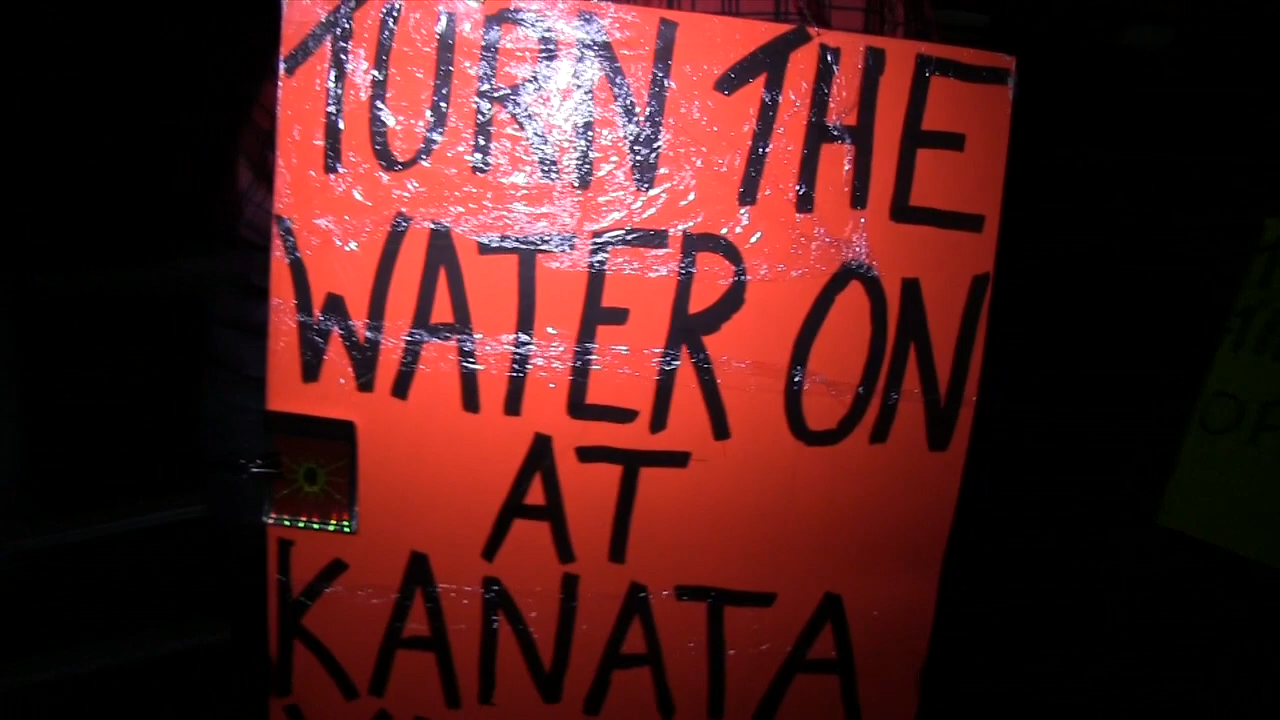 TURN THE
WATER ON
AT
KANATA